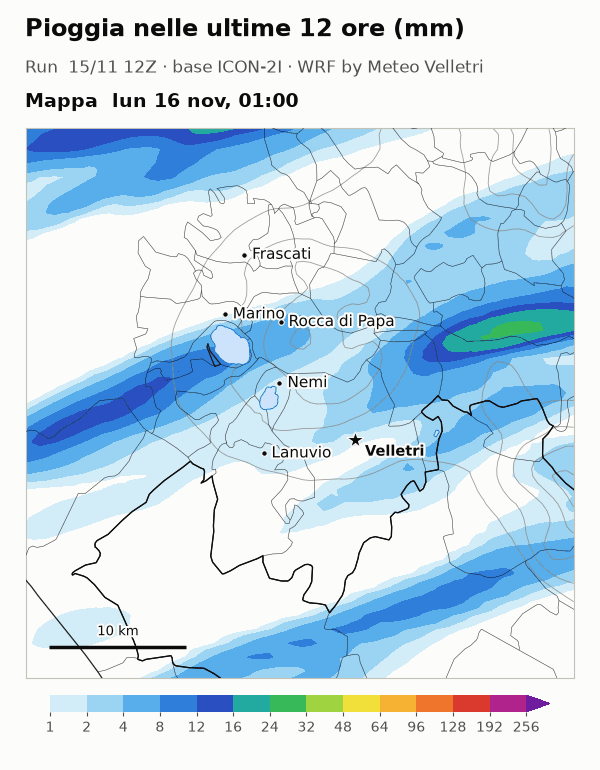 Pioggia nelle ultime 12 ore (mm)
Run  15/11 12Z · base ICON-2I · WRF by Meteo Velletri
Mappa  lun 16 nov, 01:00
Frascati
Marino
Rocca di Papa
Nemi
Velletri
Lanuvio
10 km
1 2 4 8 12 16 24 32 48 64 96 128 192 256